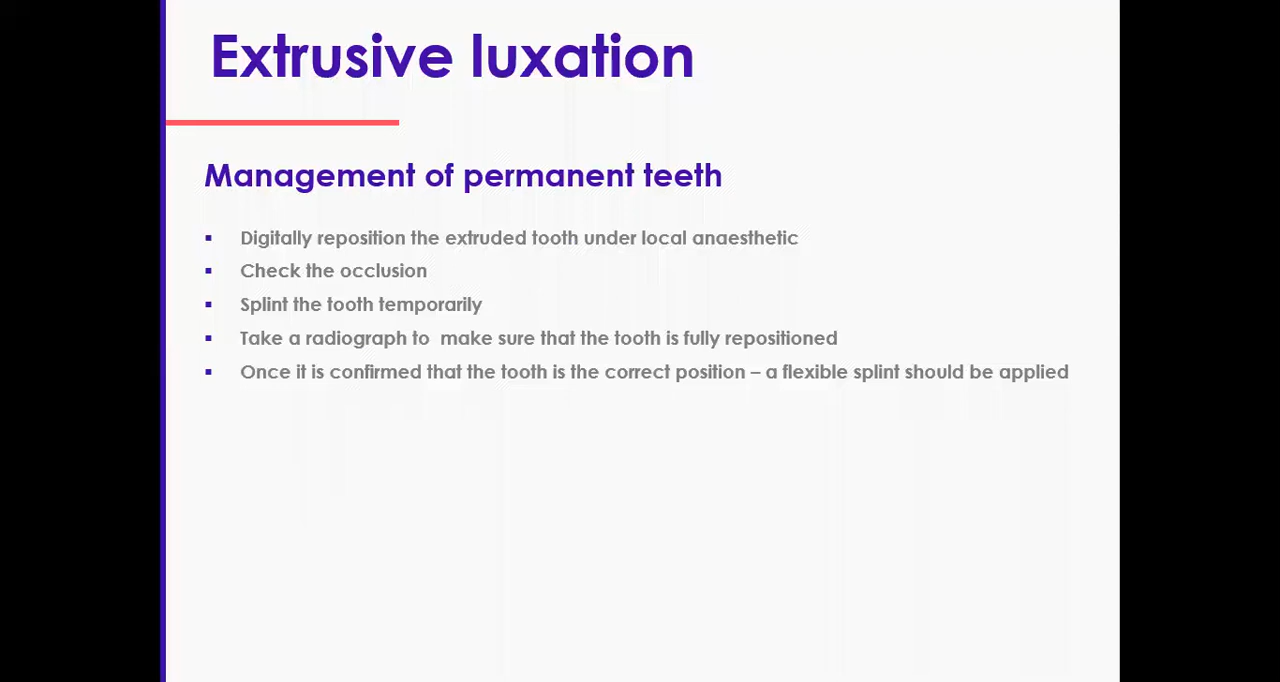 Extrusive luxation
Management of permanent teeth
▪ Digitally reposition the extruded tooth under local anaesthetic
▪ Check the occlusion
▪ Splint the tooth temporarily
▪ Take a radiograph to  make sure that the tooth is fully repositioned
▪ Once it is confirmed that the tooth is the correct position – a flexible splint should be applied